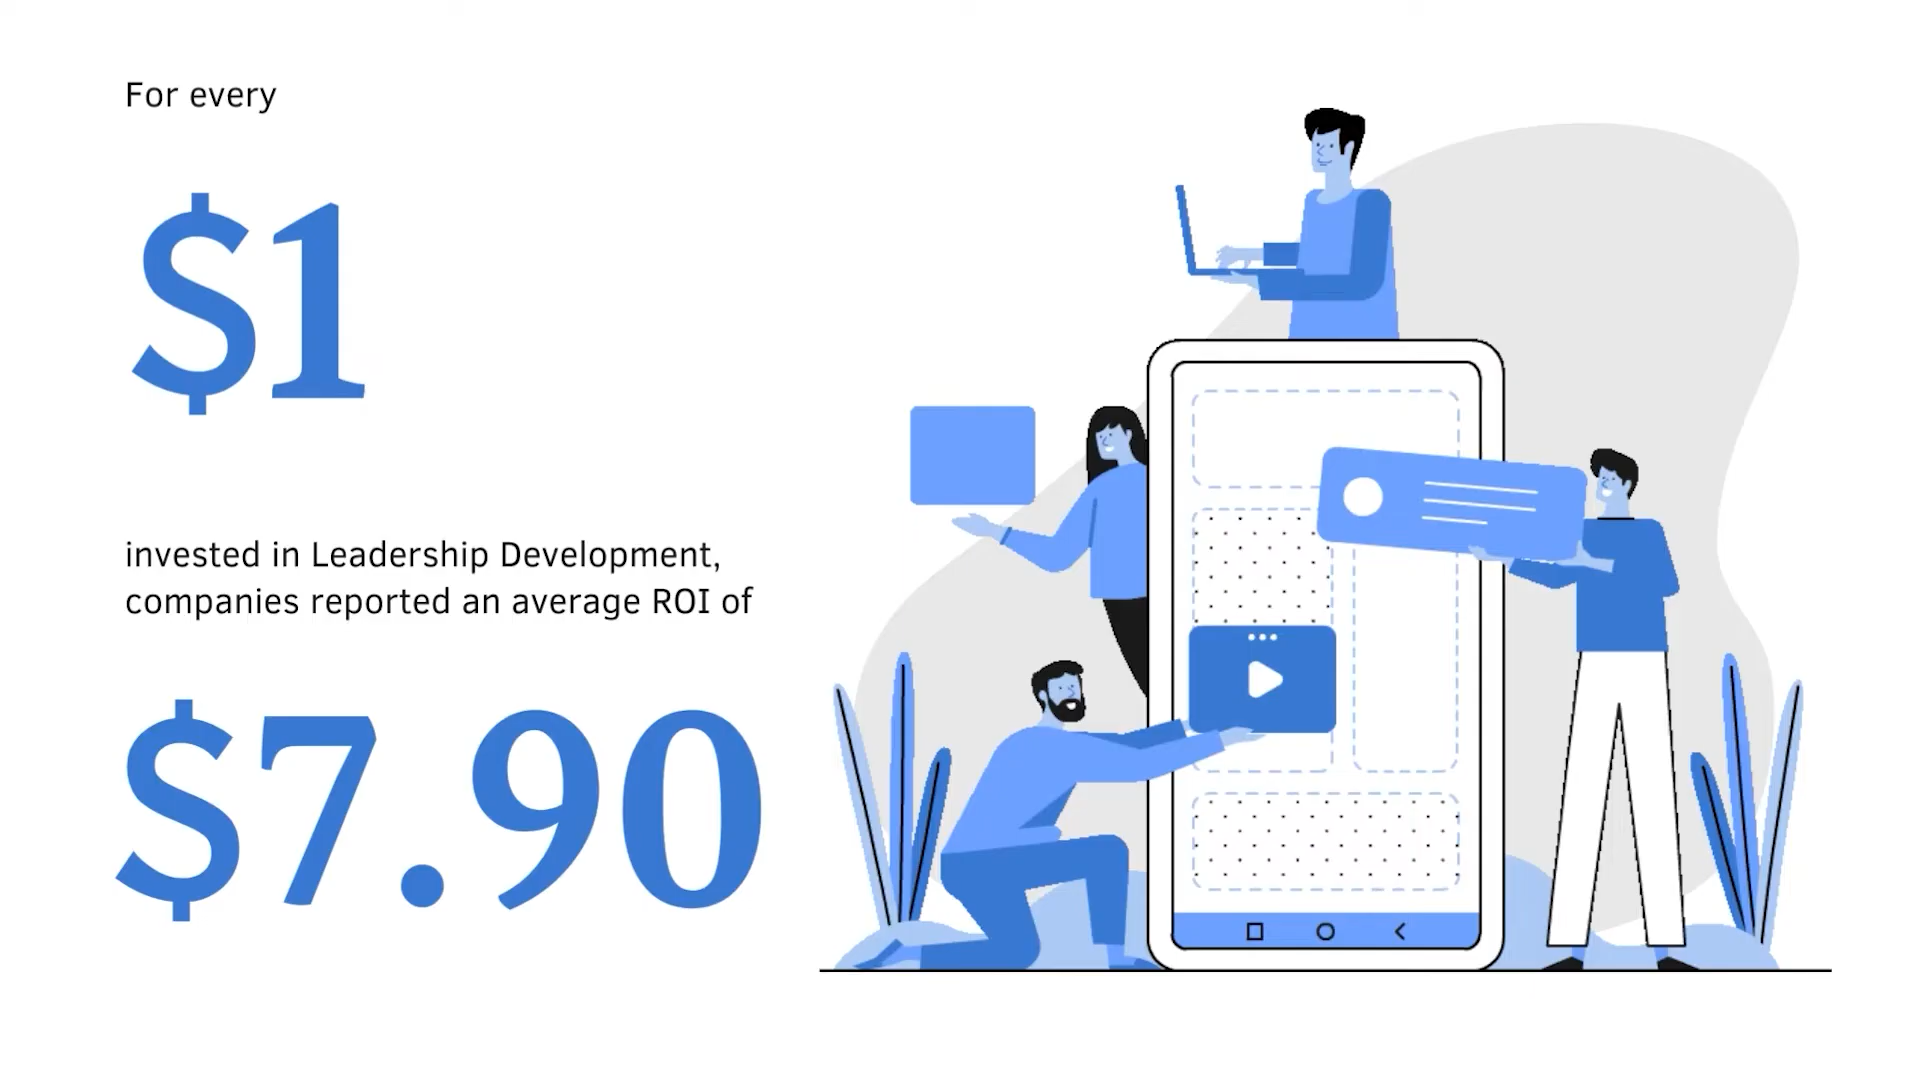 For every
$1
invested in Leadership Development,
companies reported an average ROI of
$7.90